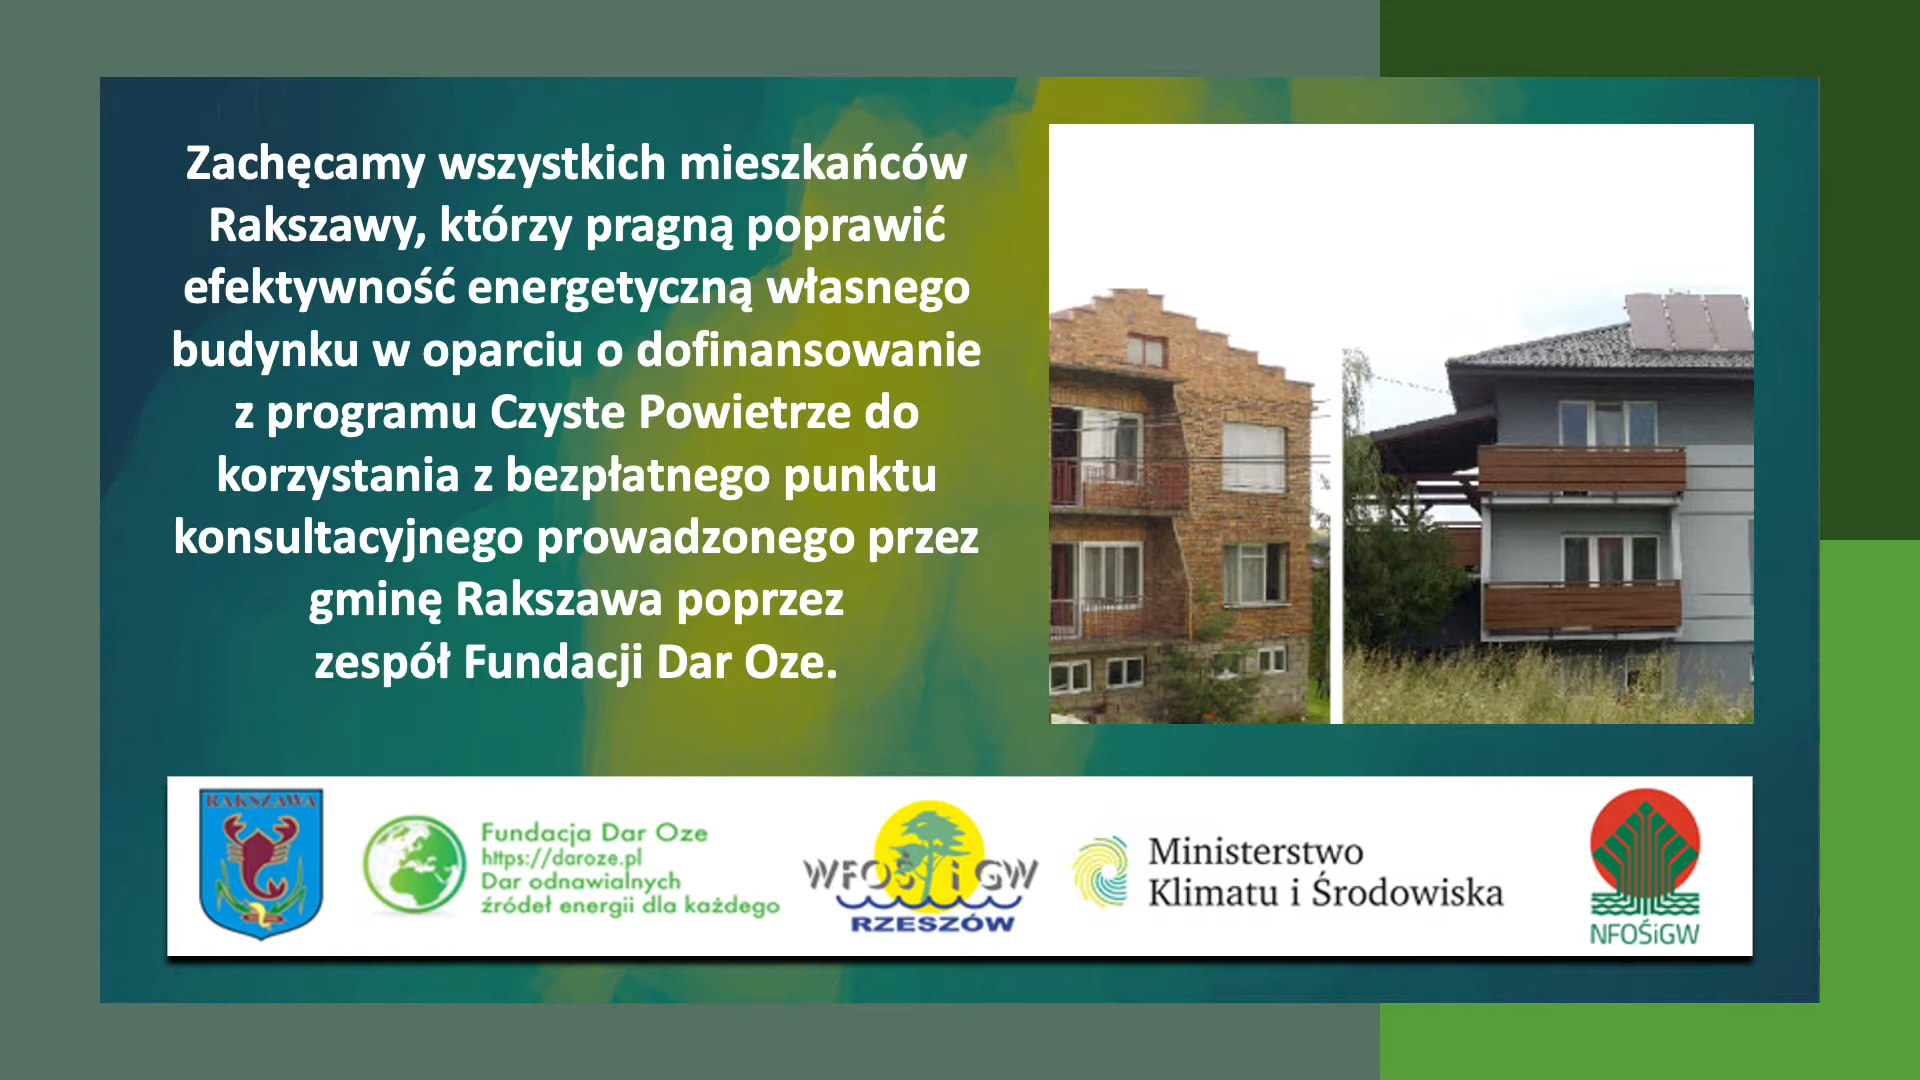 Zachęcamy wszystkich mieszkańców
Rakszawy, którzy pragną poprawić
efektywność energetyczną własnego
budynku w oparciu o dofinansowanie
z programu Czyste Powietrze do
korzystania z bezpłatnego punktu
konsultacyjnego prowadzonego przez
gminę Rakszawa poprzez
zespół Fundacji Dar Oze.
RAKSZAWA
Fundacja Dar Oze
https://daroze.pl
Dar odnawialnych
źródeł energii dla każdego
WFOŚiGW
RZESZÓW
Ministerstwo
Klimatu i Środowiska
NFOŚiGW